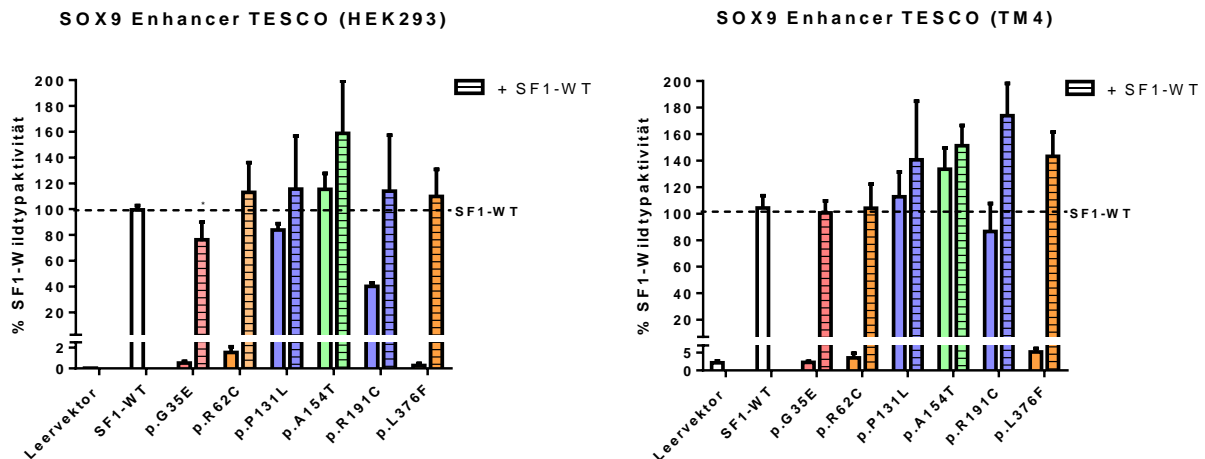 SOX9 Enhancer TESCO (HEK293)
% SF1-Wildtypaktivität
200
180
160
140
120
100
80
60
40
20
2
0
+ SF1-WT
*
SF1-WT
Leervektor
SF1-WT
p.G35E
p.R62C
p.P131L
p.A154T
p.R191C
p.L376F
SOX9 Enhancer TESCO (TM4)
% SF1-Wildtypaktivität
200
180
160
140
120
100
80
60
40
20
5
0
+ SF1-WT
SF1-WT
Leervektor
SF1-WT
p.G35E
p.R62C
p.P131L
p.A154T
p.R191C
p.L376F